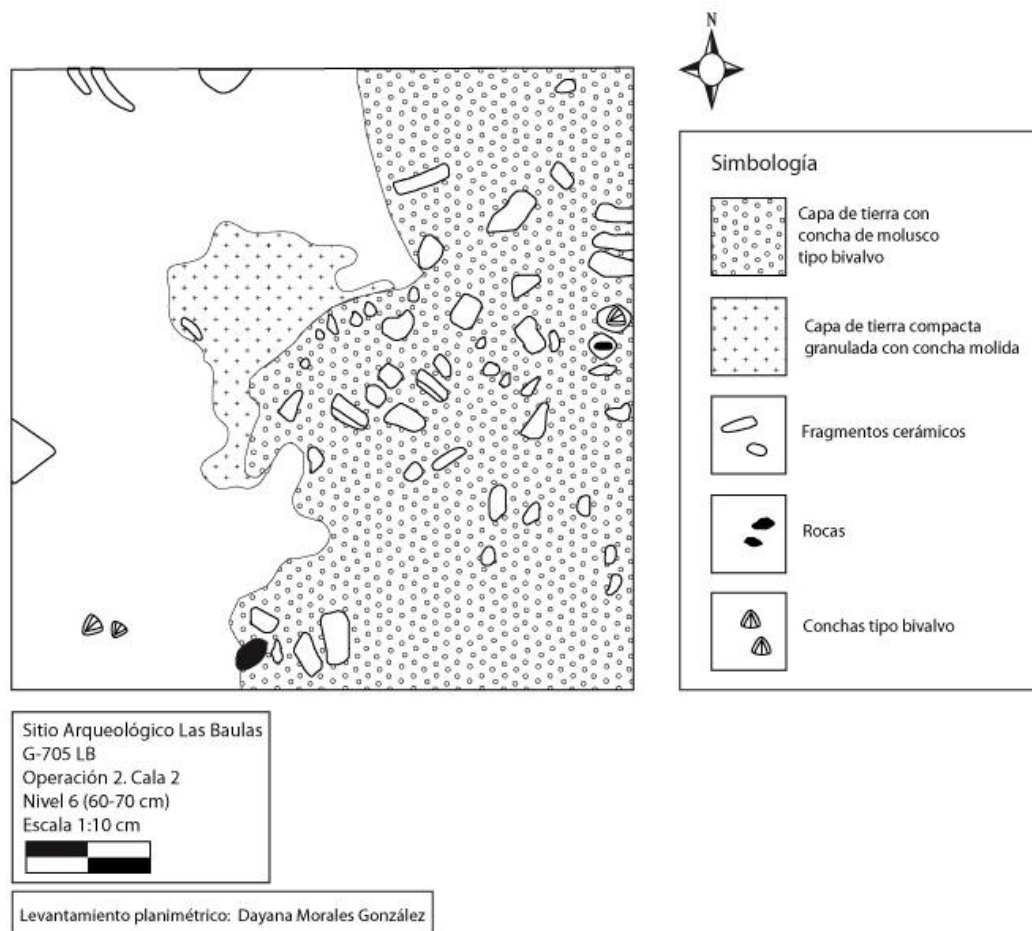 N
Simbología
Capa de tierra con
concha de molusco
tipo bivalvo
Capa de tierra compacta
granulada con concha molida
Fragmentos cerámicos
Rocas
Conchas tipo bivalvo
Sitio Arqueológico Las Baulas
G-705 LB
Operación 2. Cala 2
Nivel 6 (60-70 cm)
Escala 1:10 cm
Levantamiento planimétrico: Dayana Morales González